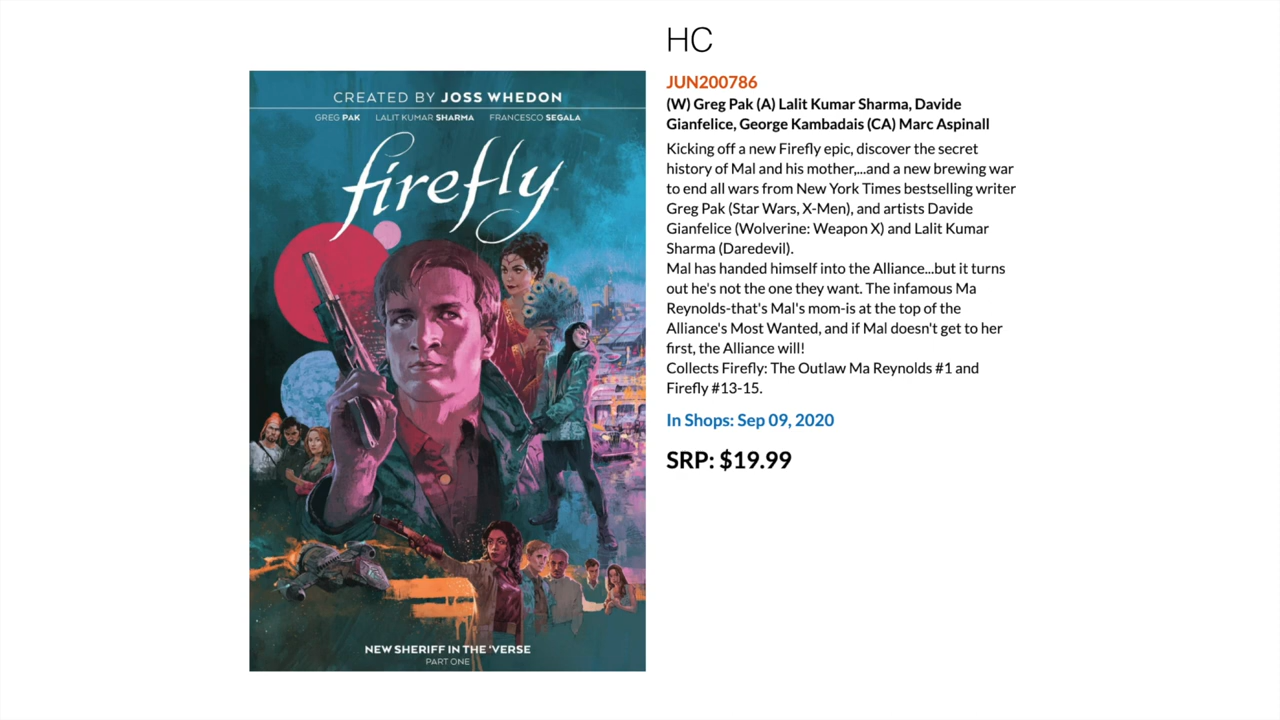 HC
CREATED BY JOSS WHEDON
GREG PAK LALIT KUMAR SHARMA FRANCESCO SEGALA
firefly
NEW SHERIFF IN THE 'VERSE
PART ONE
JUN200786
(W) Greg Pak (A) Lalit Kumar Sharma, Davide
Gianfelice, George Kambadais (CA) Marc Aspinall
Kicking off a new Firefly epic, discover the secret
history of Mal and his mother,...and a new brewing war
to end all wars from New York Times bestselling writer
Greg Pak (Star Wars, X-Men), and artists Davide
Gianfelice (Wolverine: Weapon X) and Lalit Kumar
Sharma (Daredevil).
Mal has handed himself into the Alliance...but it turns
out he's not the one they want. The infamous Ma
Reynolds-that's Mal's mom-is at the top of the
Alliance's Most Wanted, and if Mal doesn't get to her
first, the Alliance will!
Collects Firefly: The Outlaw Ma Reynolds #1 and
Firefly #13-15.
In Shops: Sep 09, 2020
SRP: $19.99